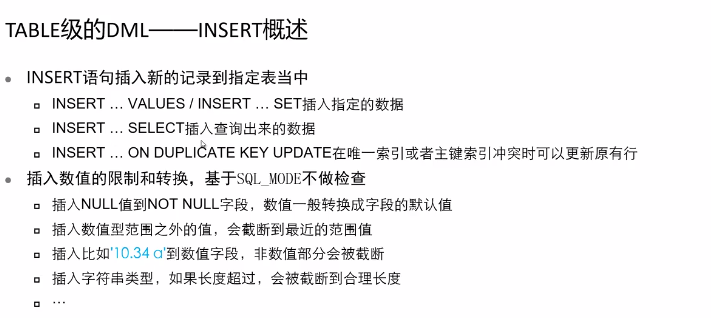 TABLE级的DML——INSERT概述
INSERT语句插入新的记录到指定表当中
INSERT … VALUES / INSERT … SET插入指定的数据
INSERT … SELECT插入查询出来的数据
INSERT … ON DUPLICATE KEY UPDATE在唯一索引或者主键索引冲突时可以更新原有行
插入数值的限制和转换，基于SQL_MODE不做检查
插入NULL值到NOT NULL字段，数值一般转换成字段的默认值
插入数值型范围之外的值，会截断到最近的范围值
插入比如'10.34 a'到数值字段，非数值部分会被截断
插入字符串类型，如果长度超过，会被截断到合理长度
…